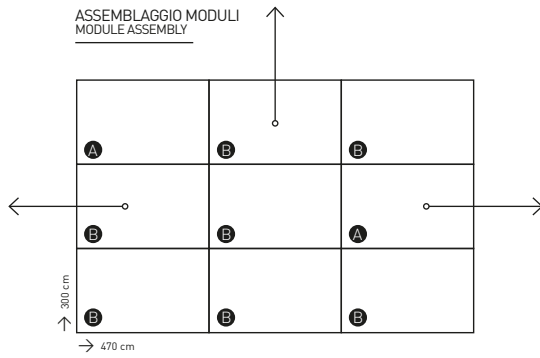 ASSEMBLAGGIO MODULI
MODULE ASSEMBLY
A B B
B B A
B B B
300 cm
470 cm